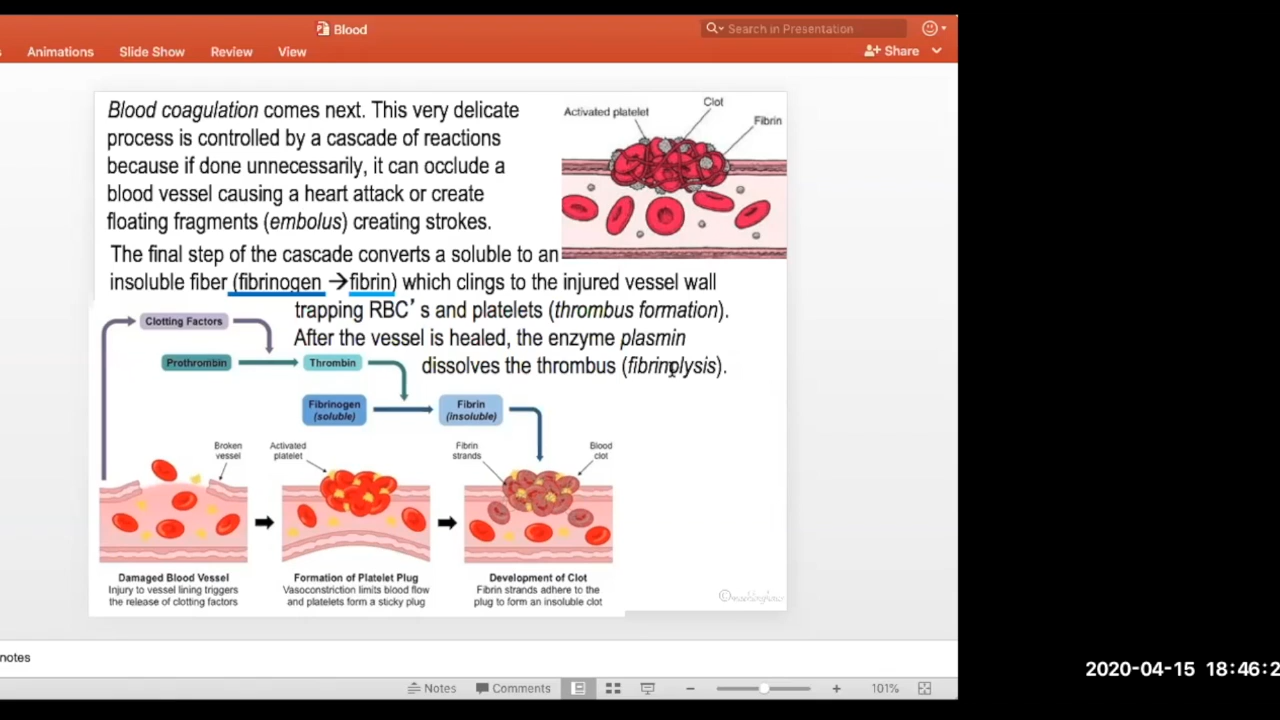 Blood
Search in Presentation
Animations
Slide Show
Review
View
Share
Blood coagulation comes next. This very delicate
process is controlled by a cascade of reactions
because if done unnecessarily, it can occlude a
blood vessel causing a heart attack or create
floating fragments (embolus) creating strokes.
Activated platelet
Clot
Fibrin
The final step of the cascade converts a soluble to an
insoluble fiber (fibrinogen → fibrin) which clings to the injured vessel wall
trapping RBC's and platelets (thrombus formation).
After the vessel is healed, the enzyme plasmin
dissolves the thrombus (fibrinolysis).
Clotting Factors
Prothrombin
Thrombin
Fibrinogen
(soluble)
Fibrin
(insoluble)
Broken
vessel
Activated
platelet
Fibrin
strands
Blood
clot
Damaged Blood Vessel
Injury to vessel lining triggers
the release of clotting factors
Formation of Platelet Plug
Vasoconstriction limits blood flow
and platelets form a sticky plug
Development of Clot
Fibrin strands adhere to the
plug to form an insoluble clot
notes
Notes
Comments
101%
2020-04-15 18:46:2